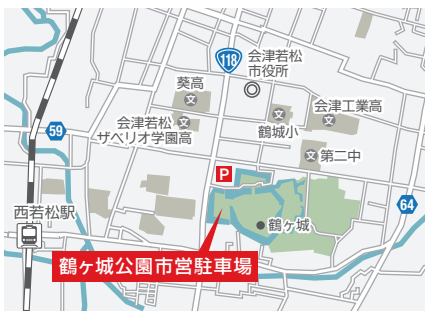 118
会津若松
市役所
葵高
会津工業高
会津若松
ザベリオ学園高
鶴城小
59
第二中
P
64
西若松駅
鶴ヶ城
鶴ヶ城公園市営駐車場